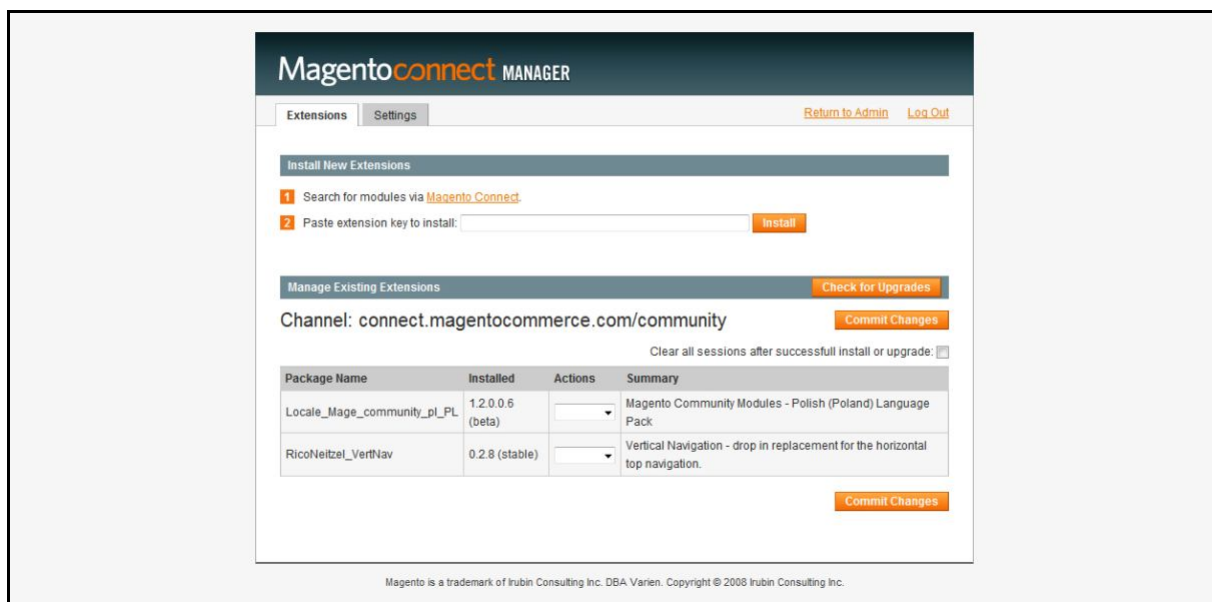 Magentoconnect MANAGER
Extensions
Settings
Return to Admin
Log Out
Install New Extensions
1 Search for modules via Magento Connect.
2 Paste extension key to install:
Install
Manage Existing Extensions
Check for Upgrades
Channel: connect.magentocommerce.com/community
Commit Changes
Clear all sessions after successfull install or upgrade:
Package Name Installed Actions Summary
Locale_Mage_community_pl_PL
1.2.0.0.6
(beta)
Magento Community Modules - Polish (Poland) Language
Pack
RicoNeitzel_VertNav
0.2.8 (stable)
Vertical Navigation - drop in replacement for the horizontal
top navigation.
Commit Changes
Magento is a trademark of Irubin Consulting Inc. DBA Varien. Copyright © 2008 Irubin Consulting Inc.